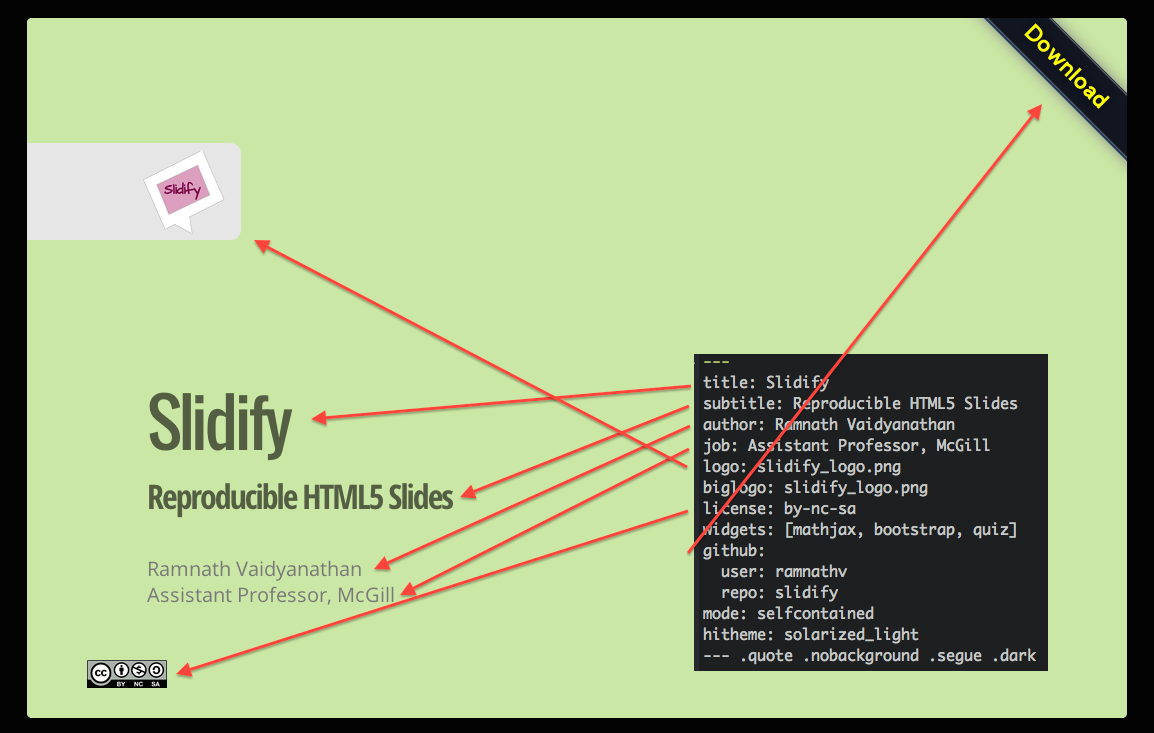 Download
Slidify
Slidify
Reproducible HTML5 Slides
Ramnath Vaidyanathan
Assistant Professor, McGill
cc
BY NC SA
---
title: Slidify
subtitle: Reproducible HTML5 Slides
author: Ramnath Vaidyanathan
job: Assistant Professor, McGill
logo: slidify_logo.png
biglogo: slidify_logo.png
license: by-nc-sa
widgets: [mathjax, bootstrap, quiz]
github:
  user: ramnathv
  repo: slidify
mode: selfcontained
hitheme: solarized_light
--- .quote .nobackground .segue .dark